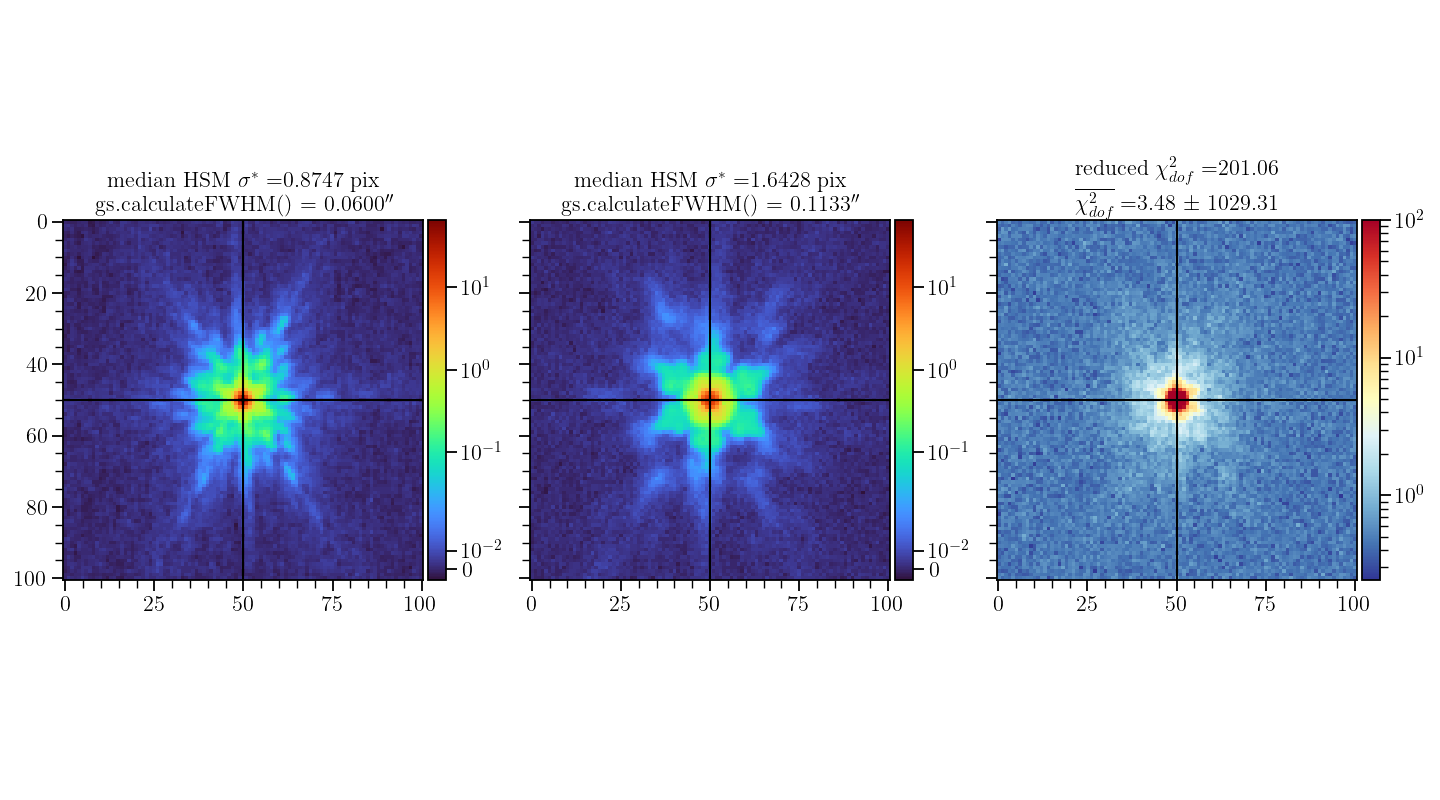 median HSM σ* =0.8747 pix
gs.calculateFWHM() = 0.0600″
median HSM σ* =1.6428 pix
gs.calculateFWHM() = 0.1133″
reduced χ²_dof =201.06
χ²_dof =3.48 ± 1029.31
0
20
40
60
80
100
0 25 50 75 100
10¹
10⁰
10⁻¹
10⁻²
0
0 25 50 75 100
10¹
10⁰
10⁻¹
10⁻²
0
0 25 50 75 100
10²
10¹
10⁰